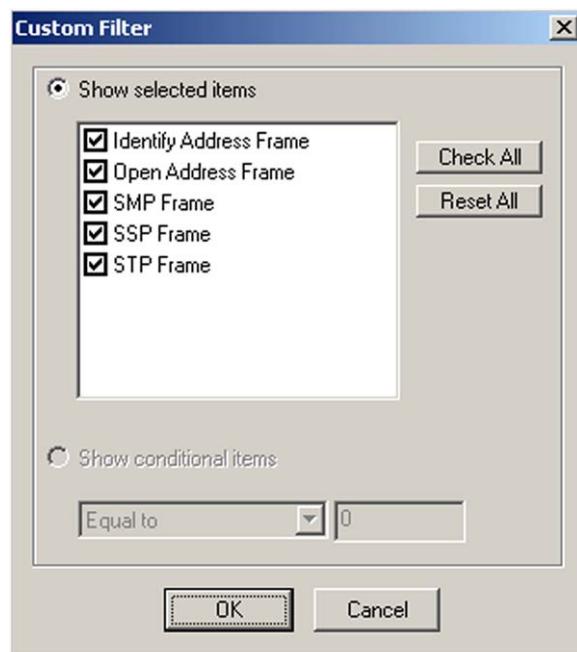 Custom Filter
Show selected items
Identify Address Frame
Open Address Frame
SMP Frame
SSP Frame
STP Frame
Check All
Reset All
Show conditional items
Equal to
0
OK
Cancel